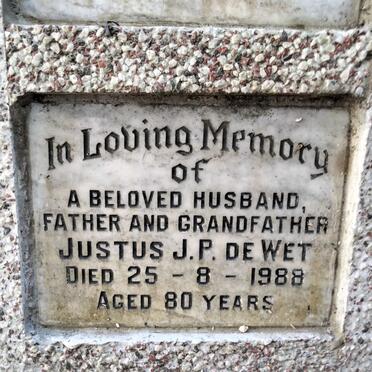 In Loving Memory
of
A BELOVED HUSBAND,
FATHER AND GRANDFATHER
JUSTUS J.P. DE WET
DIED 25 - 8 - 1988
AGED 80 YEARS